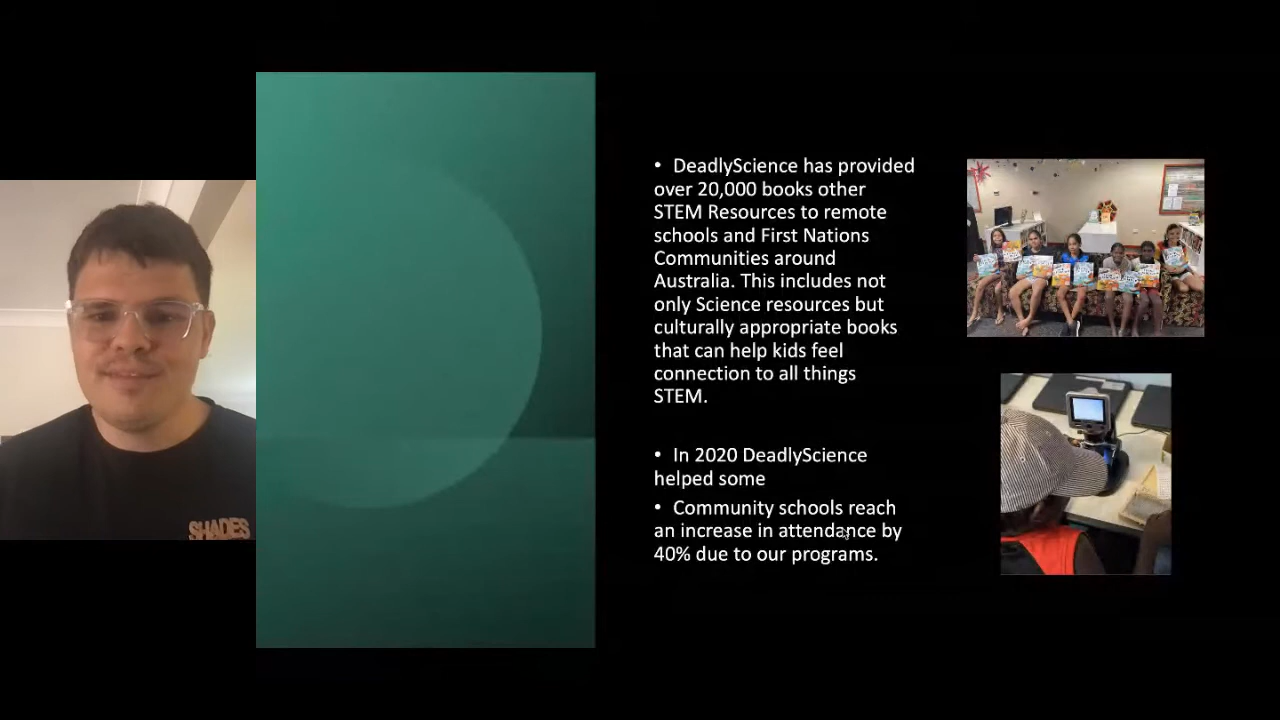 • DeadlyScience has provided
over 20,000 books other
STEM Resources to remote
schools and First Nations
Communities around
Australia. This includes not
only Science resources but
culturally appropriate books
that can help kids feel
connection to all things
STEM.
• In 2020 DeadlyScience
helped some
• Community schools reach
an increase in attendance by
40% due to our programs.
SHADES